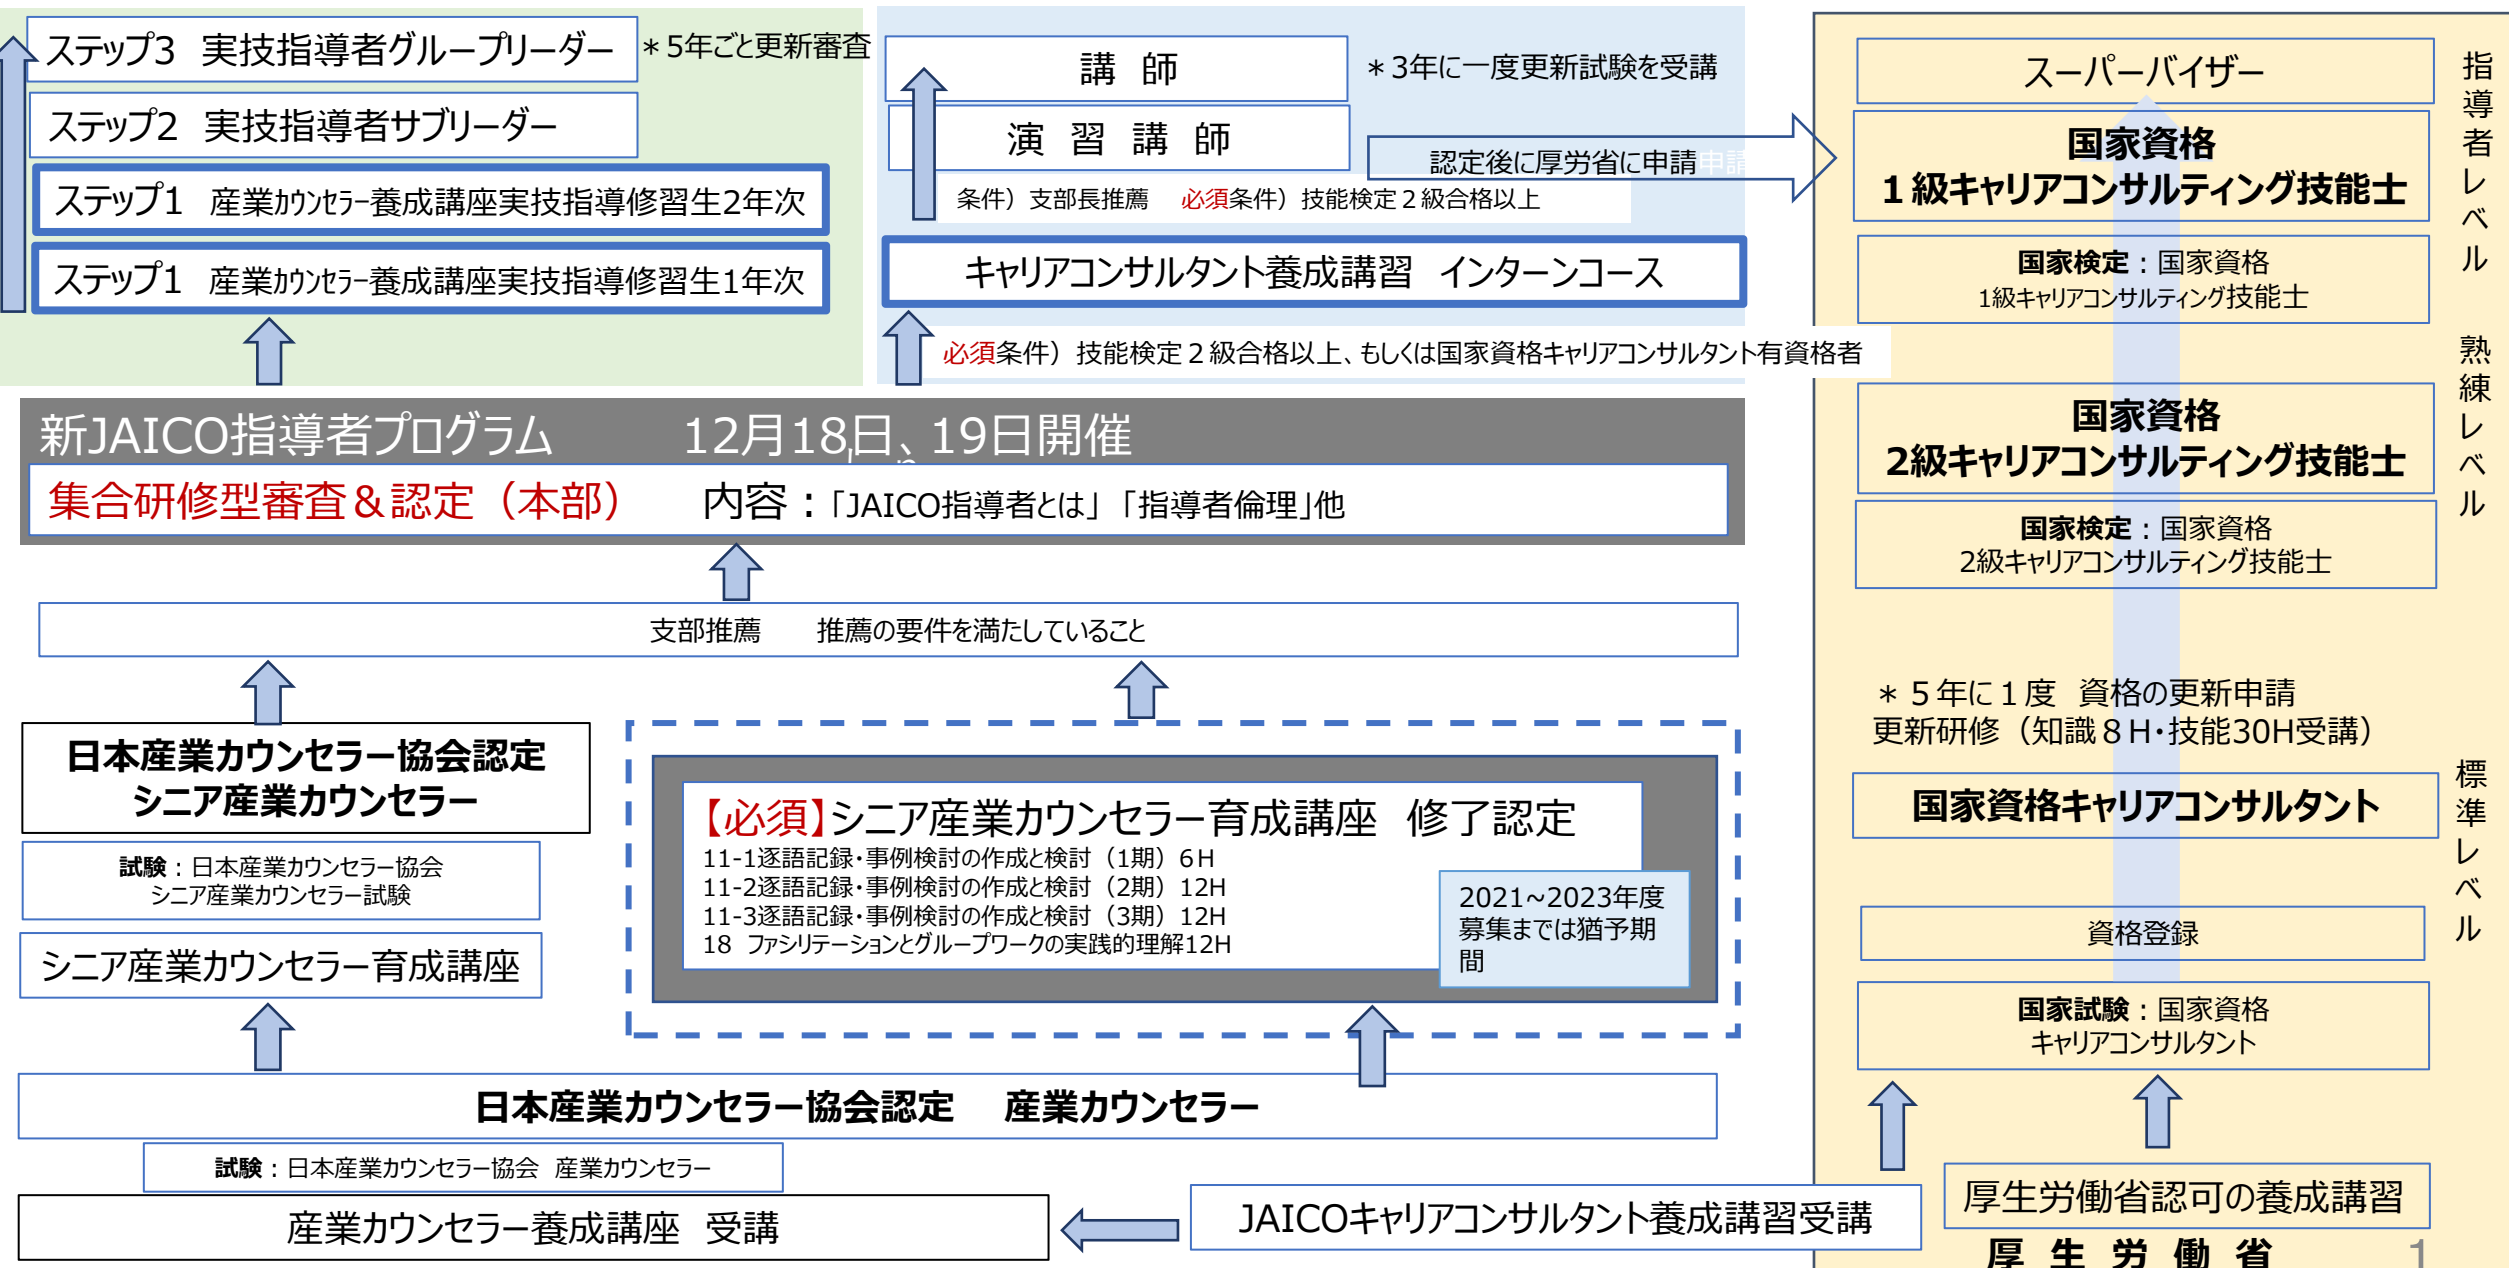 ステップ3　実技指導者グループリーダー
＊5年ごと更新審査
ステップ2　実技指導者サブリーダー
ステップ1　産業ｶｳﾝｾﾗｰ養成講座実技指導修習生2年次
ステップ1　産業ｶｳﾝｾﾗｰ養成講座実技指導修習生1年次
講　師
＊3年に一度更新試験を受講
演　習　講　師
認定後に厚労省に申請申請
条件）支部長推薦　必須条件）技能検定２級合格以上
キャリアコンサルタント養成講習　インターンコース
必須条件）技能検定２級合格以上、もしくは国家資格キャリアコンサルタント有資格者
新JAICO指導者プログラム　　12月18日、19日開催
集合研修型審査＆認定（本部）　内容：「JAICO指導者とは」「指導者倫理」他
支部推薦　　推薦の要件を満たしていること
日本産業カウンセラー協会認定
シニア産業カウンセラー
試験：日本産業カウンセラー協会
シニア産業カウンセラー試験
シニア産業カウンセラー育成講座
【必須】シニア産業カウンセラー育成講座　修了認定
11-1逐語記録・事例検討の作成と検討（1期）6H
11-2逐語記録・事例検討の作成と検討（2期）12H
11-3逐語記録・事例検討の作成と検討（3期）12H
18　ファシリテーションとグループワークの実践的理解12H
2021~2023年度
募集までは猶予期
間
日本産業カウンセラー協会認定　産業カウンセラー
試験：日本産業カウンセラー協会　産業カウンセラー
産業カウンセラー養成講座　受講
JAICOキャリアコンサルタント養成講習受講
スーパーバイザー
国家資格
１級キャリアコンサルティング技能士
国家検定：国家資格
1級キャリアコンサルティング技能士
指導者レベル
国家資格
2級キャリアコンサルティング技能士
国家検定：国家資格
2級キャリアコンサルティング技能士
熟練レベル
＊５年に１度　資格の更新申請
更新研修（知識８H・技能30H受講）
国家資格キャリアコンサルタント
資格登録
国家試験：国家資格
キャリアコンサルタント
標準レベル
厚生労働省認可の養成講習
厚　生　労　働　省
1